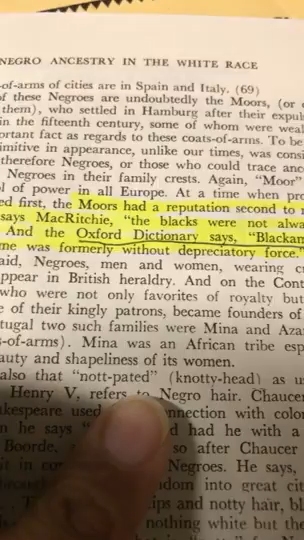 NEGRO ANCESTRY IN THE WHITE RACE
-of-arms of cities are in Spain and Italy. (69)
of these Negroes are undoubtedly the Moors, (or
them), who settled in Hamburg after their expul
in the fifteenth century, some of whom were weal
ortant fact as regards to these coats-of-arms. To be
imitive in appearance, unlike our times, was cons
therefore Negroes, or those who could trace anc
Negroes in their family crests. Again, "Moor"
l of power in all Europe. At a time when pro
ed first, the Moors had a reputation second to
says MacRitchie, "the blacks were not alwa
And the Oxford Dictionary says, "Blackam
me was formerly without depreciatory force."
aid, Negroes, men and women, wearing c
appear in British heraldry. And on the Cont
who were not only favorites of royalty but
e of their kingly patrons, became founders of
tugal two such families were Mina and Aza
s-of-arms). Mina was an African tribe esp
auty and shapeliness of its women.
also that "nott-pated" (knotty-head) as u
Henry V, refers to Negro hair. Chaucer
akespeare used nnection with color
n he says " d had he with a
Boorde, a so after Chaucer
it in co Negroes. He says,
dom into great cit
ips and notty hair, bl
nothing white but the